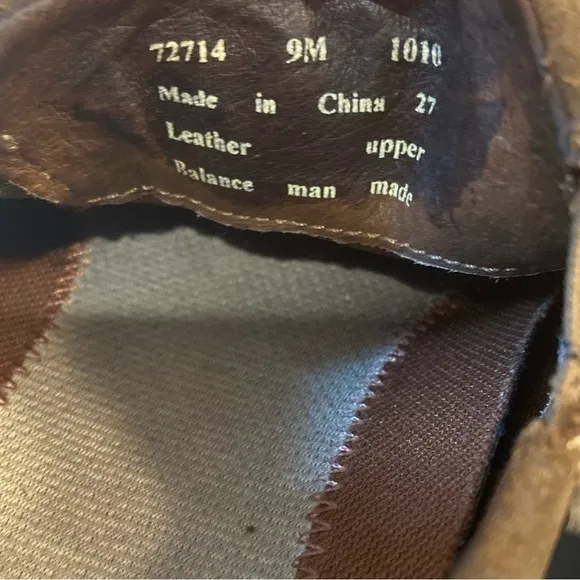 72714 9M 1010
Made in China 27
Leather upper
Balance man made